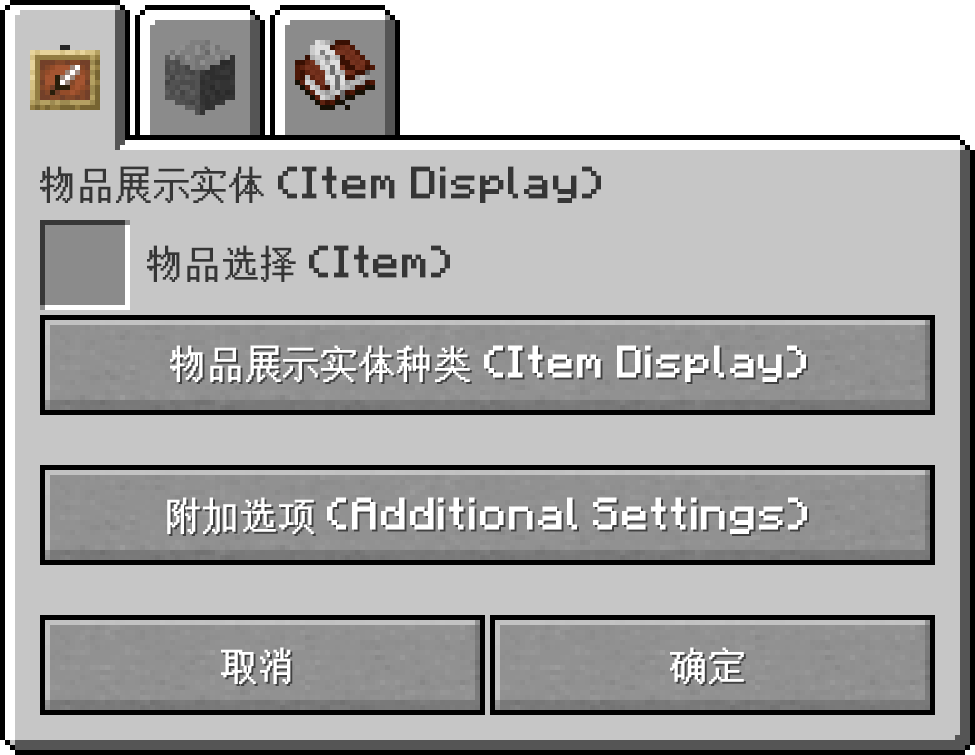 物品展示实体 (Item Display)
物品选择 (Item)
物品展示实体种类 (Item Display)
附加选项 (Additional Settings)
取消
确定